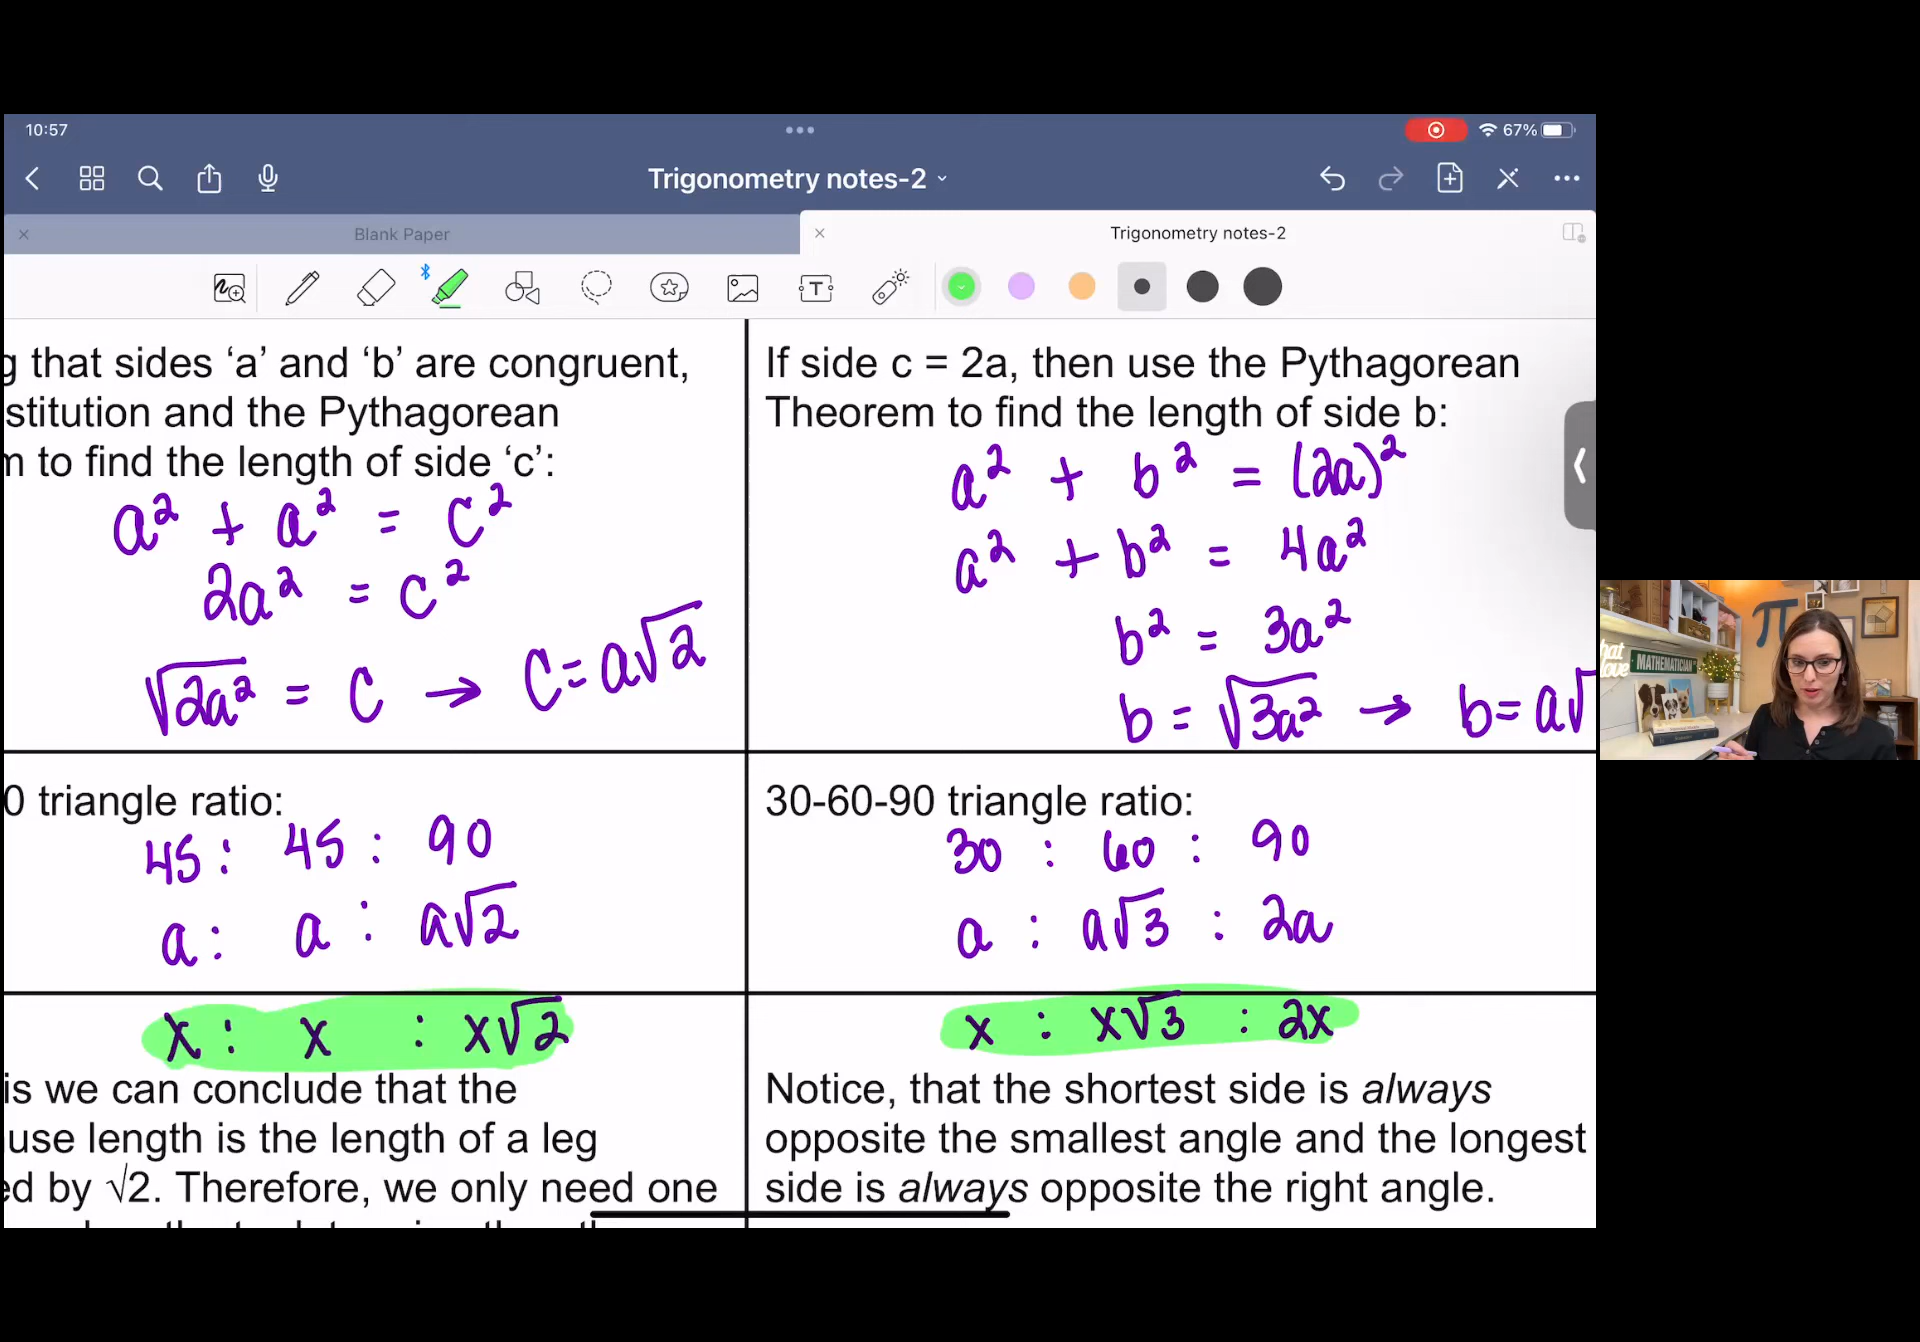 10:57
67%
Trigonometry notes-2
Blank Paper
Trigonometry notes-2
T
g that sides ‘a’ and ‘b’ are congruent,
stitution and the Pythagorean
m to find the length of side ‘c’:
a² + a² = c²
2a² = c²
√2a² = c → c = a√2
0 triangle ratio:
45 : 45 : 90
a : a : a√2
x : x : x√2
is we can conclude that the
use length is the length of a leg
ed by √2. Therefore, we only need one
If side c = 2a, then use the Pythagorean
Theorem to find the length of side b:
a² + b² = (2a)²
a² + b² = 4a²
b² = 3a²
b = √3a² → b = a√
30-60-90 triangle ratio:
30 : 60 : 90
a : a√3 : 2a
x : x√3 : 2x
Notice, that the shortest side is always
opposite the smallest angle and the longest
side is always opposite the right angle.
π
MATHEMATICIAN